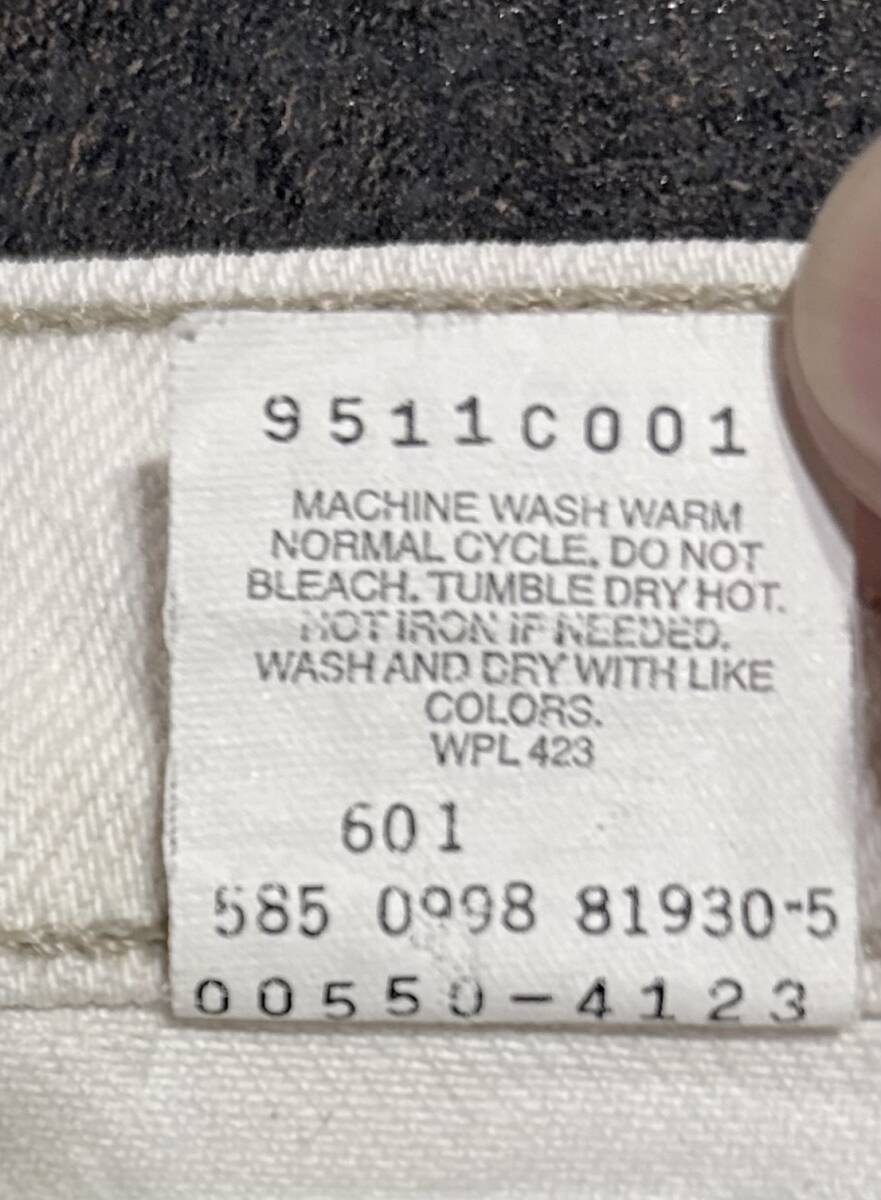 9511C001
MACHINE WASH WARM
NORMAL CYCLE. DO NOT
BLEACH. TUMBLE DRY HOT.
HOT IRON IF NEEDED.
WASH AND DRY WITH LIKE
COLORS.
WPL 423
601
585 0998 81930-5
00550-4123